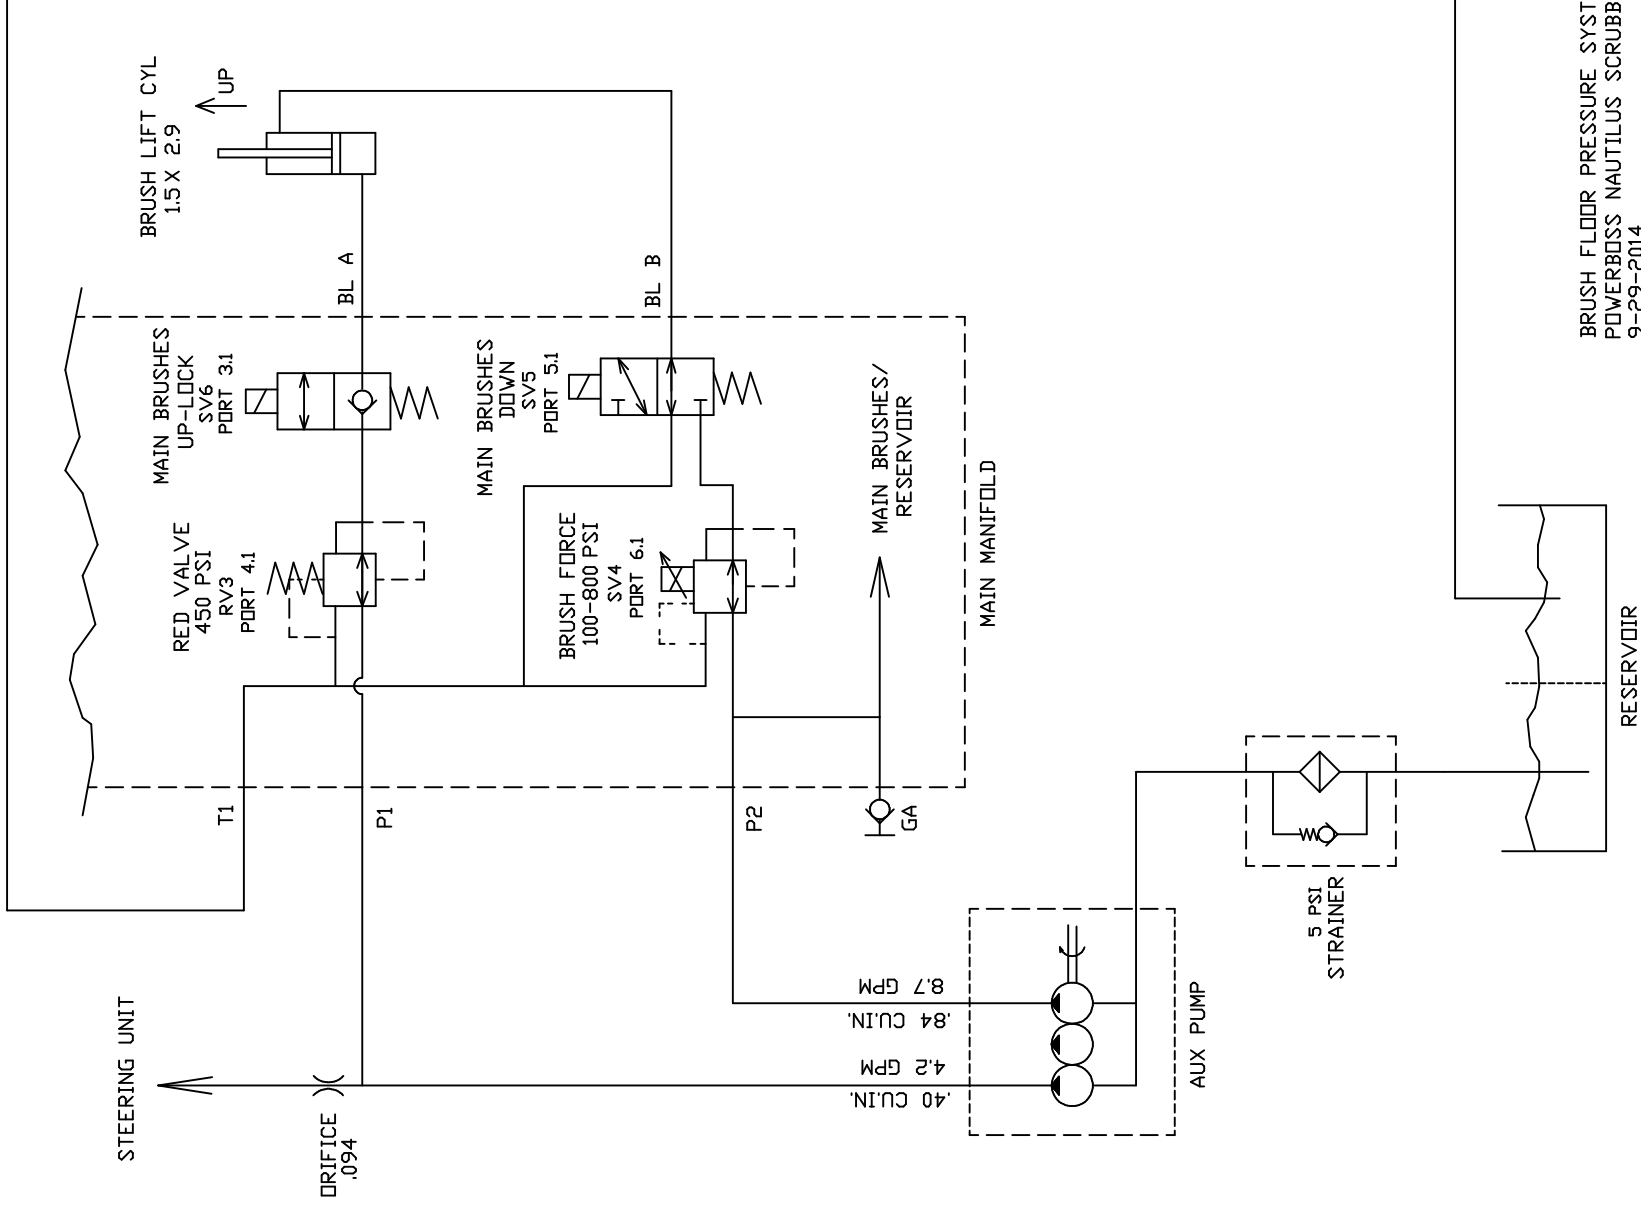 BRUSH LIFT CYL
1.5 X 2.9
UP
BL A
BL B
MAIN BRUSHES
UP-LOCK
SV6
PORT 3.1
MAIN BRUSHES
DOWN
SV5
PORT 5.1
RED VALVE
450 PSI
RV3
PORT 4.1
BRUSH FORCE
100-800 PSI
SV4
PORT 6.1
MAIN BRUSHES/
RESERVOIR
MAIN MANIFOLD
T1
P1
P2
GA
STEERING UNIT
ORIFICE
.094
8.7 GPM
.84 CU.IN.
4.2 GPM
.40 CU.IN.
AUX PUMP
5 PSI
STRAINER
RESERVOIR
BRUSH FLOOR PRESSURE SYST
POWERBOSS NAUTILUS SCRUBB
9-29-2014